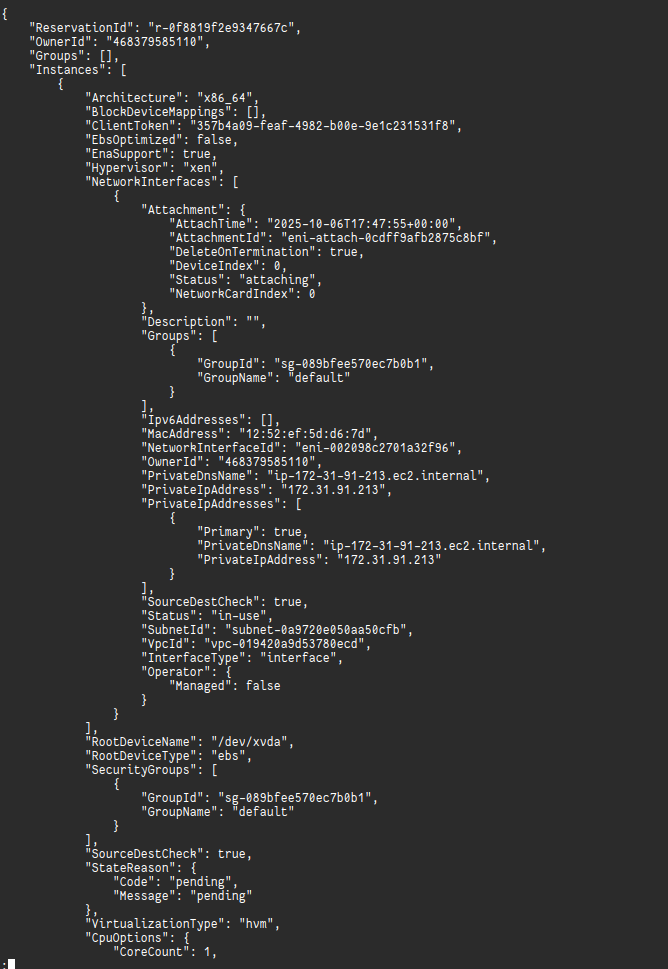 {
    "ReservationId": "r-0f8819f2e9347667c",
    "OwnerId": "468379585110",
    "Groups": [],
    "Instances": [
        {
            "Architecture": "x86_64",
            "BlockDeviceMappings": [],
            "ClientToken": "357b4a09-feaf-4982-b00e-9e1c231531f8",
            "EbsOptimized": false,
            "EnaSupport": true,
            "Hypervisor": "xen",
            "NetworkInterfaces": [
                {
                    "Attachment": {
                        "AttachTime": "2025-10-06T17:47:55+00:00",
                        "AttachmentId": "eni-attach-0cdff9afb2875c8bf",
                        "DeleteOnTermination": true,
                        "DeviceIndex": 0,
                        "Status": "attaching",
                        "NetworkCardIndex": 0
                    },
                    "Description": "",
                    "Groups": [
                        {
                            "GroupId": "sg-089bfee570ec7b0b1",
                            "GroupName": "default"
                        }
                    ],
                    "Ipv6Addresses": [],
                    "MacAddress": "12:52:ef:5d:d6:7d",
                    "NetworkInterfaceId": "eni-002098c2701a32f96",
                    "OwnerId": "468379585110",
                    "PrivateDnsName": "ip-172-31-91-213.ec2.internal",
                    "PrivateIpAddress": "172.31.91.213",
                    "PrivateIpAddresses": [
                        {
                            "Primary": true,
                            "PrivateDnsName": "ip-172-31-91-213.ec2.internal",
                            "PrivateIpAddress": "172.31.91.213"
                        }
                    ],
                    "SourceDestCheck": true,
                    "Status": "in-use",
                    "SubnetId": "subnet-0a9720e050aa50cfb",
                    "VpcId": "vpc-019420a9d53780ecd",
                    "InterfaceType": "interface",
                    "Operator": {
                        "Managed": false
                    }
                }
            ],
            "RootDeviceName": "/dev/xvda",
            "RootDeviceType": "ebs",
            "SecurityGroups": [
                {
                    "GroupId": "sg-089bfee570ec7b0b1",
                    "GroupName": "default"
                }
            ],
            "SourceDestCheck": true,
            "StateReason": {
                "Code": "pending",
                "Message": "pending"
            },
            "VirtualizationType": "hvm",
            "CpuOptions": {
                "CoreCount": 1,
: